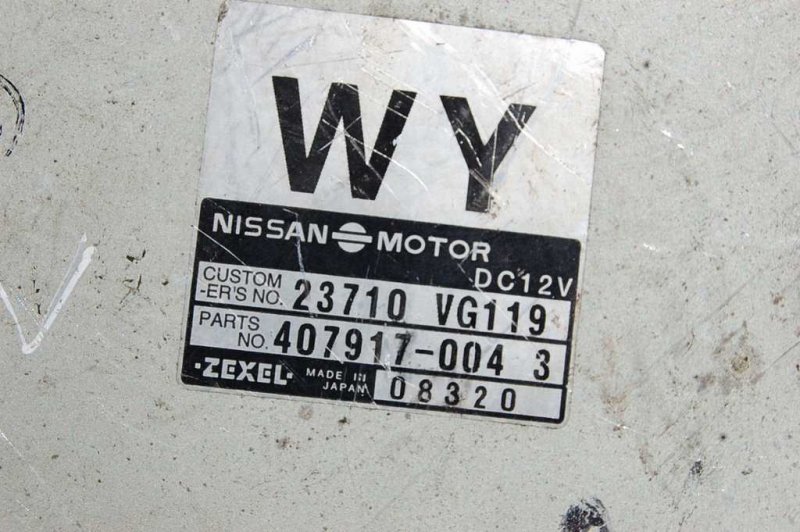 WY
NISSAN MOTOR
DC12V
CUSTOM
-ER'S NO. 23710 VG119
PARTS
NO. 407917-004 3
·ZEXEL· MADE IN
JAPAN 08320